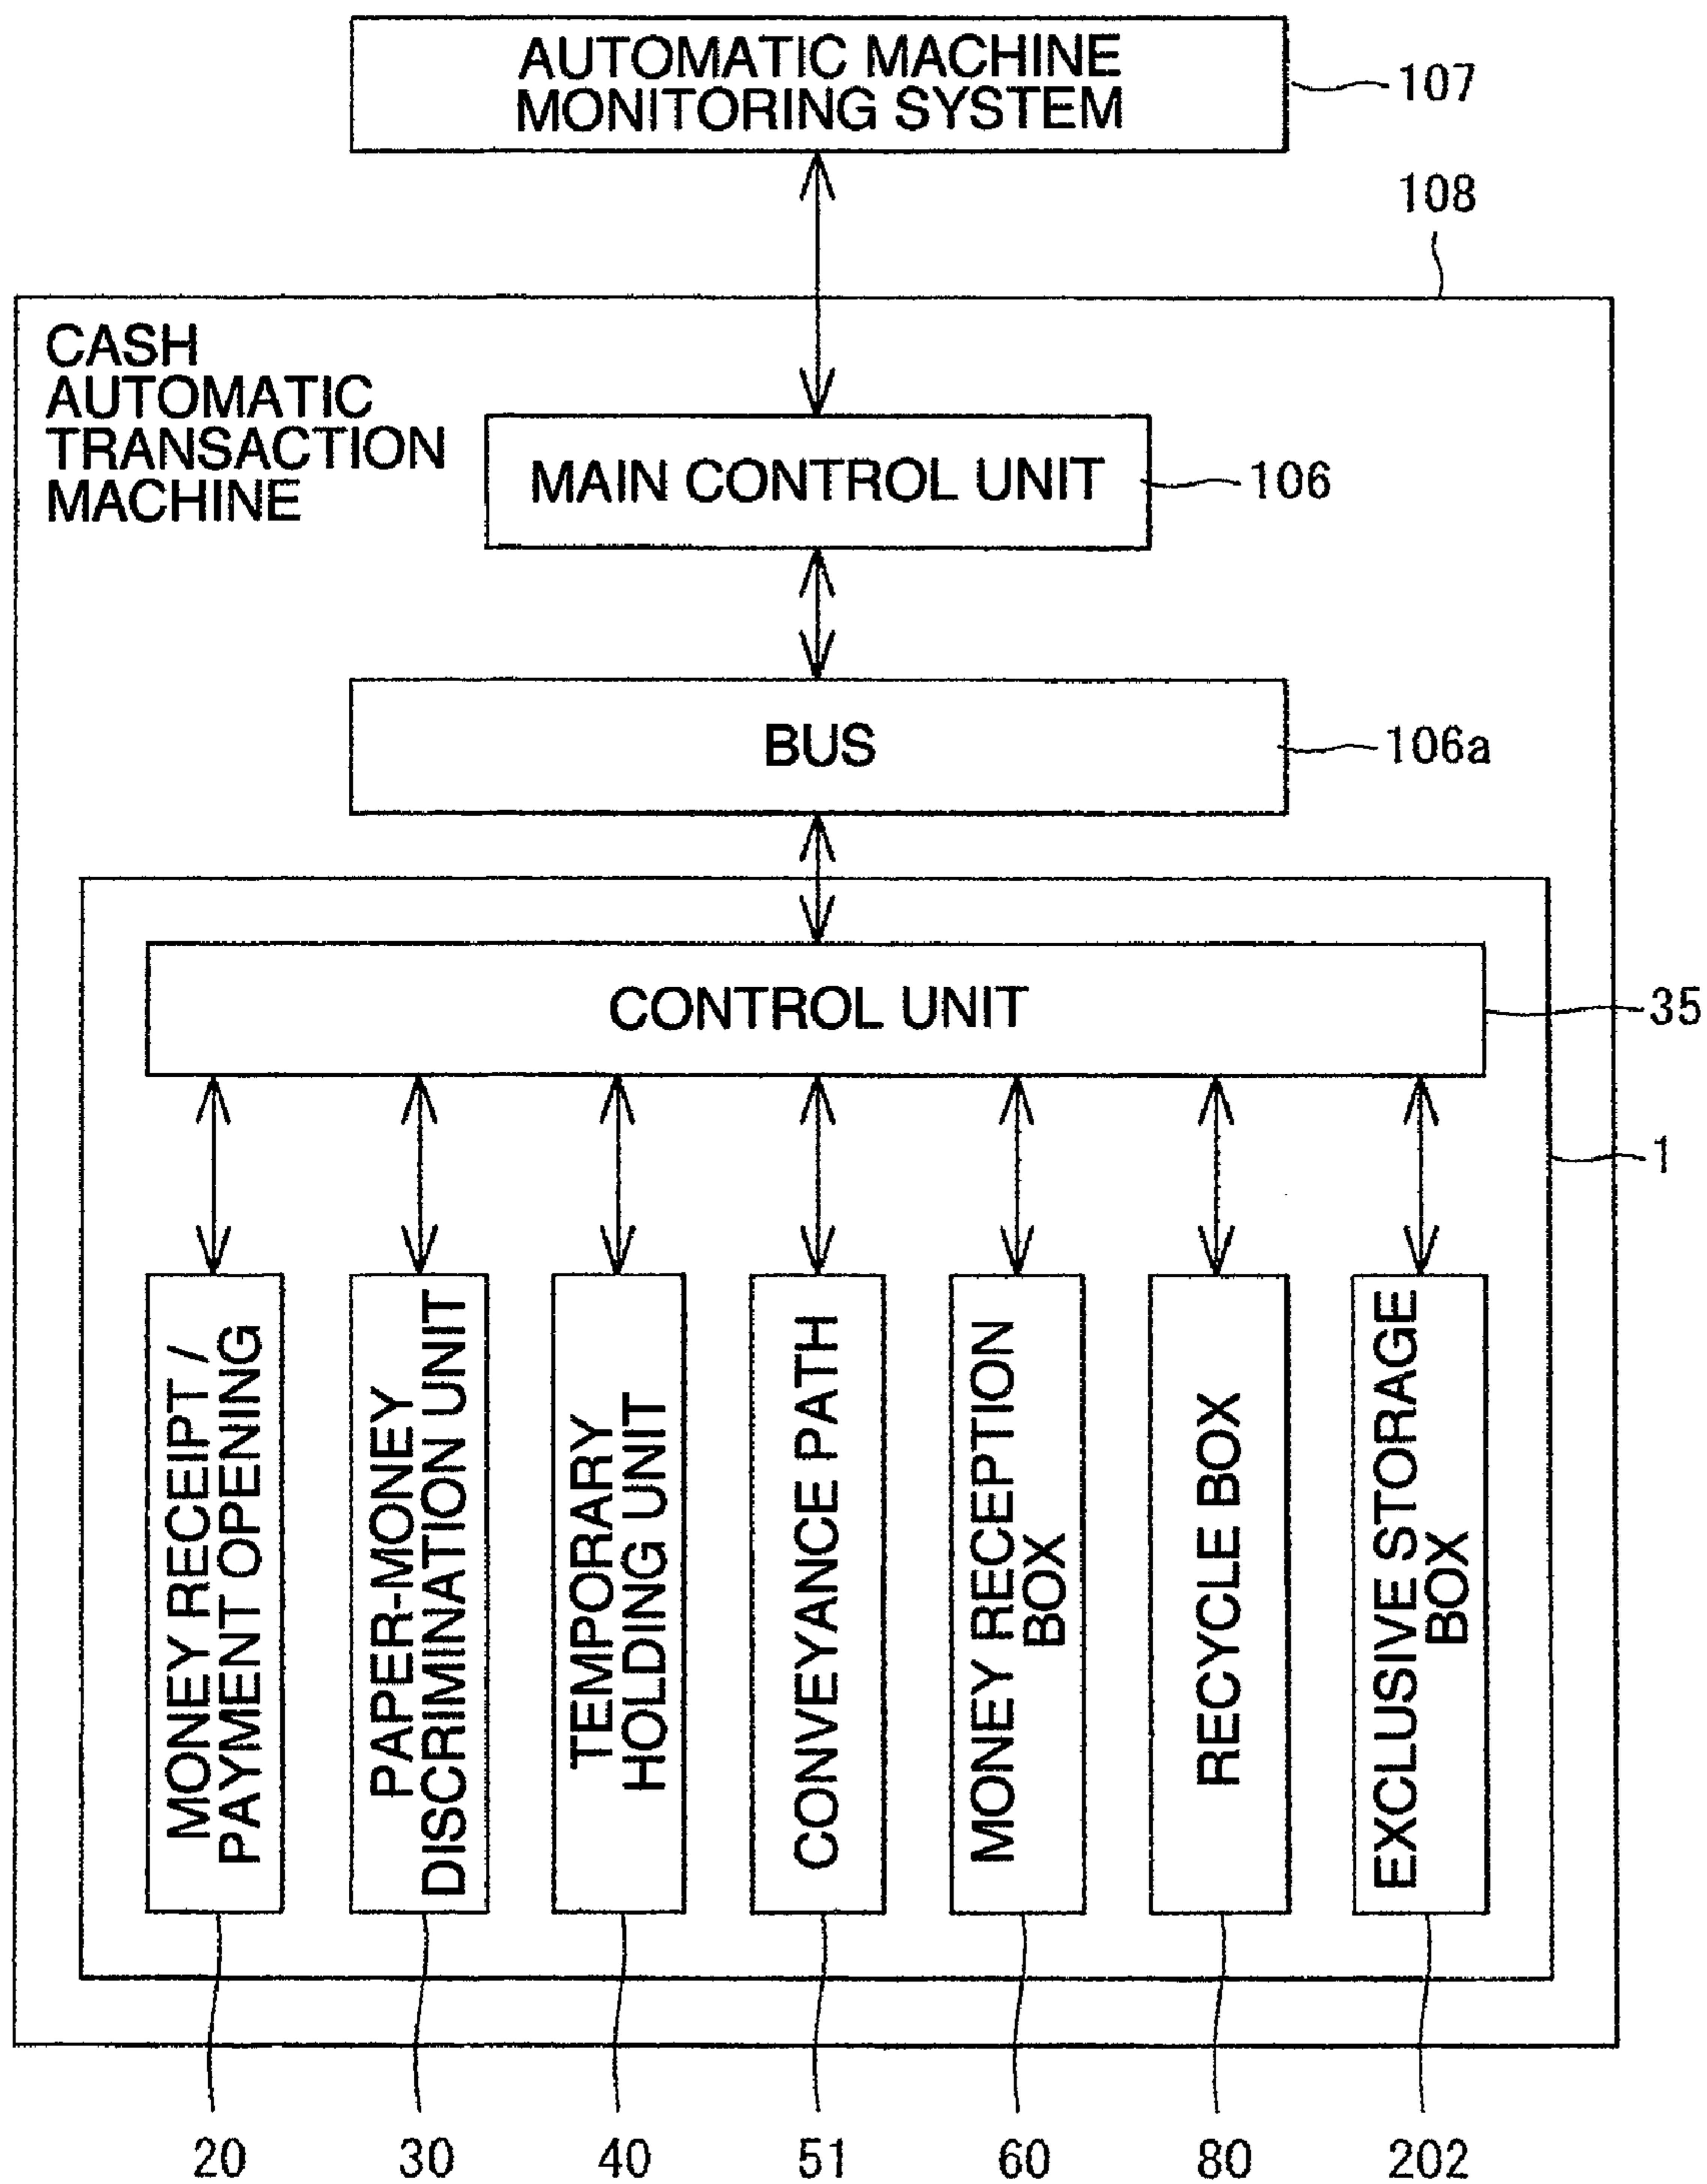 AUTOMATIC MACHINE
MONITORING SYSTEM
107
108
CASH
AUTOMATIC
TRANSACTION
MACHINE
MAIN CONTROL UNIT
106
BUS
106a
CONTROL UNIT
35
1
MONEY RECEIPT /
PAYMENT OPENING
PAPER-MONEY
DISCRIMINATION UNIT
TEMPORARY
HOLDING UNIT
CONVEYANCE PATH
MONEY RECEPTION
BOX
RECYCLE BOX
EXCLUSIVE STORAGE
BOX
20
30
40
51
60
80
202